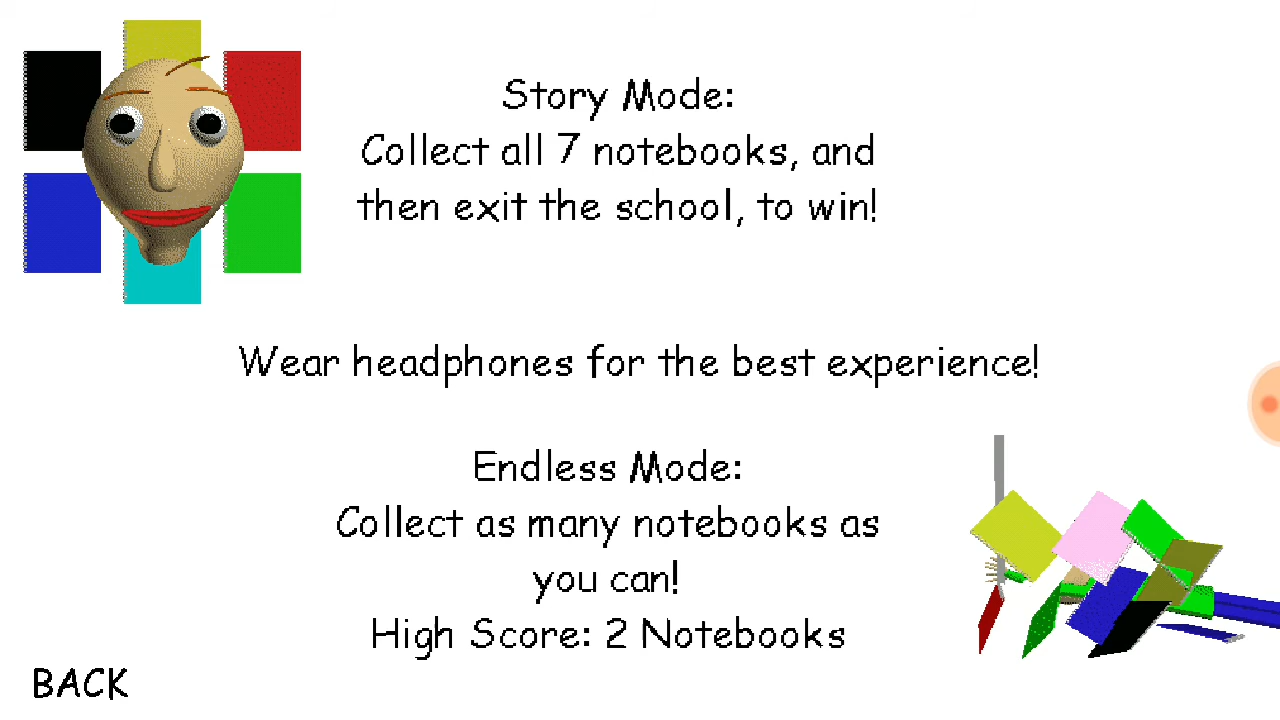 Story Mode:
Collect all 7 notebooks, and
then exit the school, to win!
Wear headphones for the best experience!
Endless Mode:
Collect as many notebooks as
you can!
High Score: 2 Notebooks
BACK